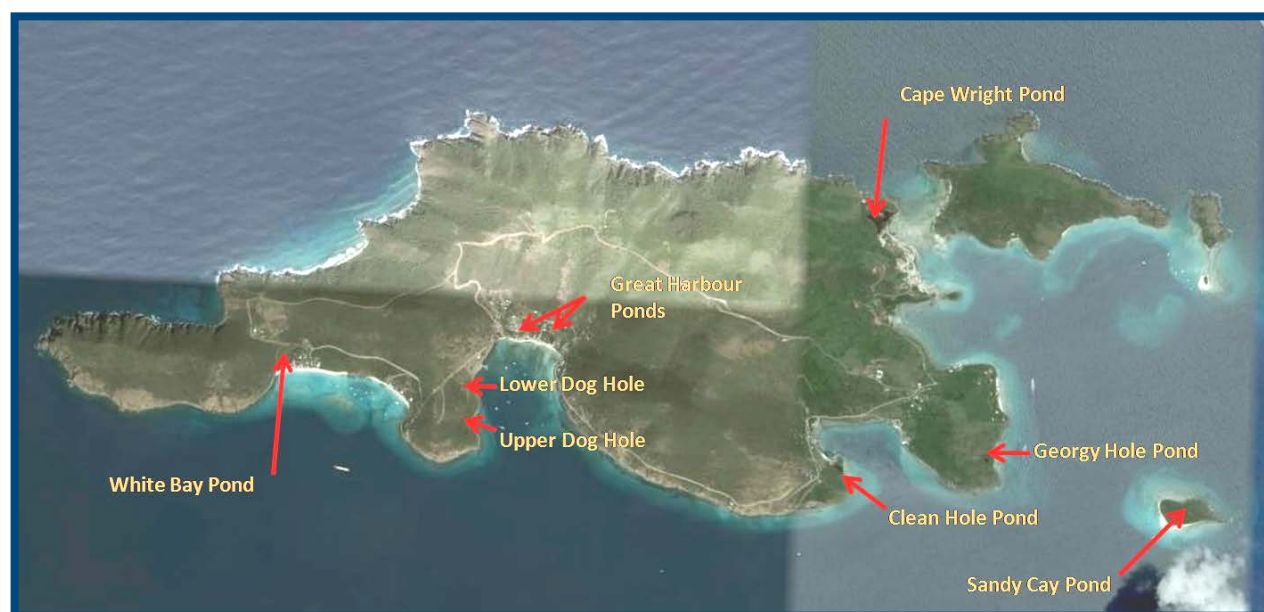 Cape Wright Pond
Great Harbour
Ponds
Lower Dog Hole
Upper Dog Hole
Georgy Hole Pond
White Bay Pond
Clean Hole Pond
Sandy Cay Pond